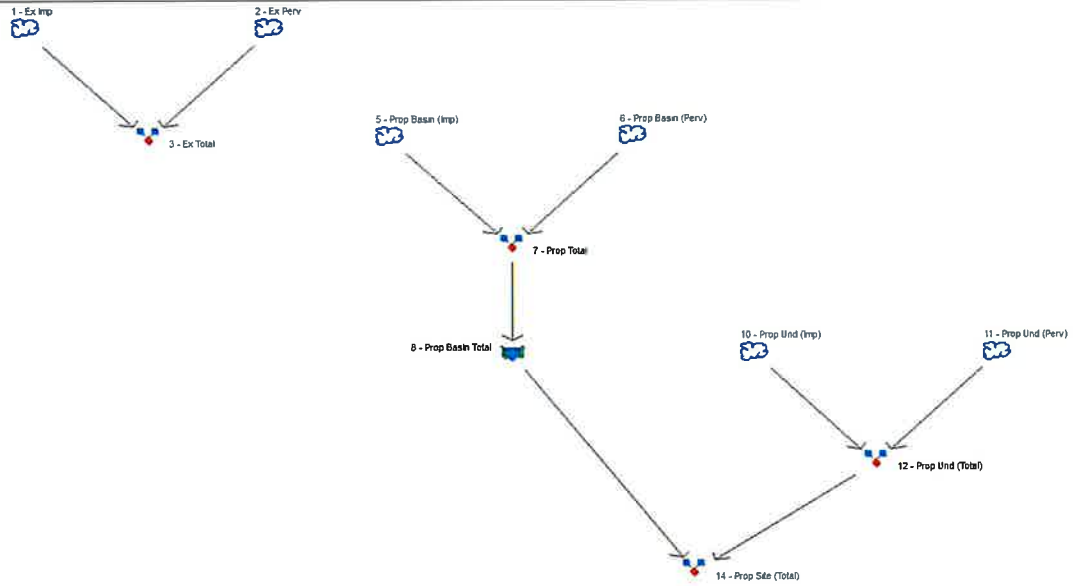 1 - Ex Imp
2 - Ex Perv
3 - Ex Total
5 - Prop Basin (Imp)
6 - Prop Basin (Perv)
7 - Prop Total
8 - Prop Basin Total
10 - Prop Und (Imp)
11 - Prop Und (Perv)
12 - Prop Und (Total)
14 - Prop Site (Total)